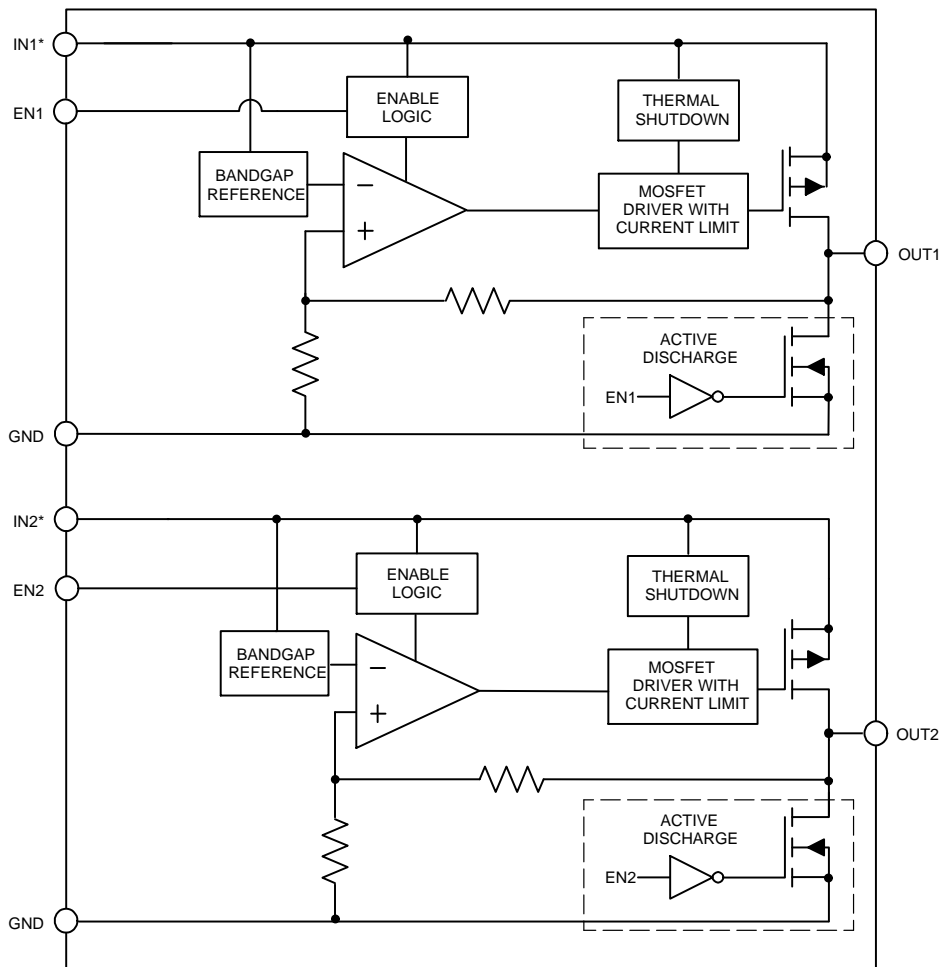 IN1*
EN1
ENABLE
LOGIC
THERMAL
SHUTDOWN
BANDGAP
REFERENCE
−
+
MOSFET
DRIVER WITH
CURRENT LIMIT
OUT1
ACTIVE
DISCHARGE
EN1
GND
IN2*
EN2
ENABLE
LOGIC
THERMAL
SHUTDOWN
BANDGAP
REFERENCE
−
+
MOSFET
DRIVER WITH
CURRENT LIMIT
OUT2
ACTIVE
DISCHARGE
EN2
GND